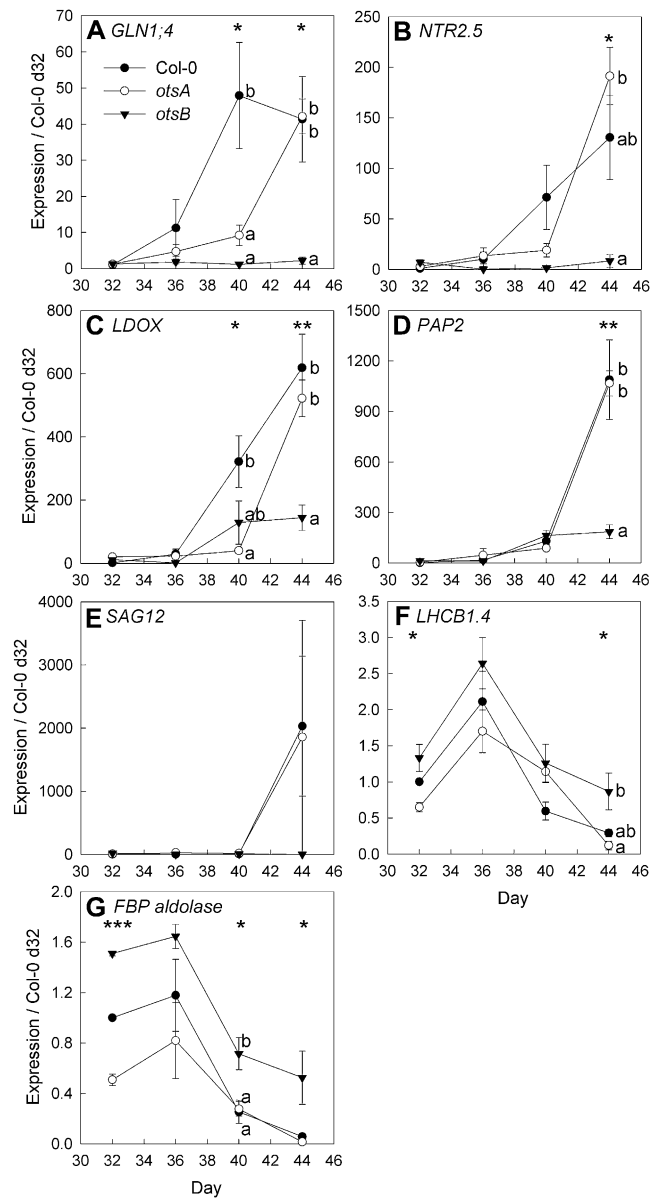 A GLN1;4
* *
Col-0
otsA
otsB
b
b
b
a
a
a
70
60
50
40
30
20
10
0
30 32 34 36 38 40 42 44 46
Expression / Col-0 d32
B NTR2.5
*
b
ab
a
250
200
150
100
50
0
30 32 34 36 38 40 42 44 46
C LDOX
* **
b
b
b
ab
a
a
800
600
400
200
0
30 32 34 36 38 40 42 44 46
Expression / Col-0 d32
D PAP2
**
b
b
a
1500
1200
900
600
300
0
30 32 34 36 38 40 42 44 46
E SAG12
4000
3000
2000
1000
0
30 32 34 36 38 40 42 44 46
Expression / Col-0 d32
F LHCB1.4
* *
b
ab
a
3.5
3.0
2.5
2.0
1.5
1.0
0.5
0.0
30 32 34 36 38 40 42 44 46
Day
G FBP aldolase
*** * *
b
a
a
2.0
1.6
1.2
0.8
0.4
0.0
30 32 34 36 38 40 42 44 46
Expression / Col-0 d32
Day